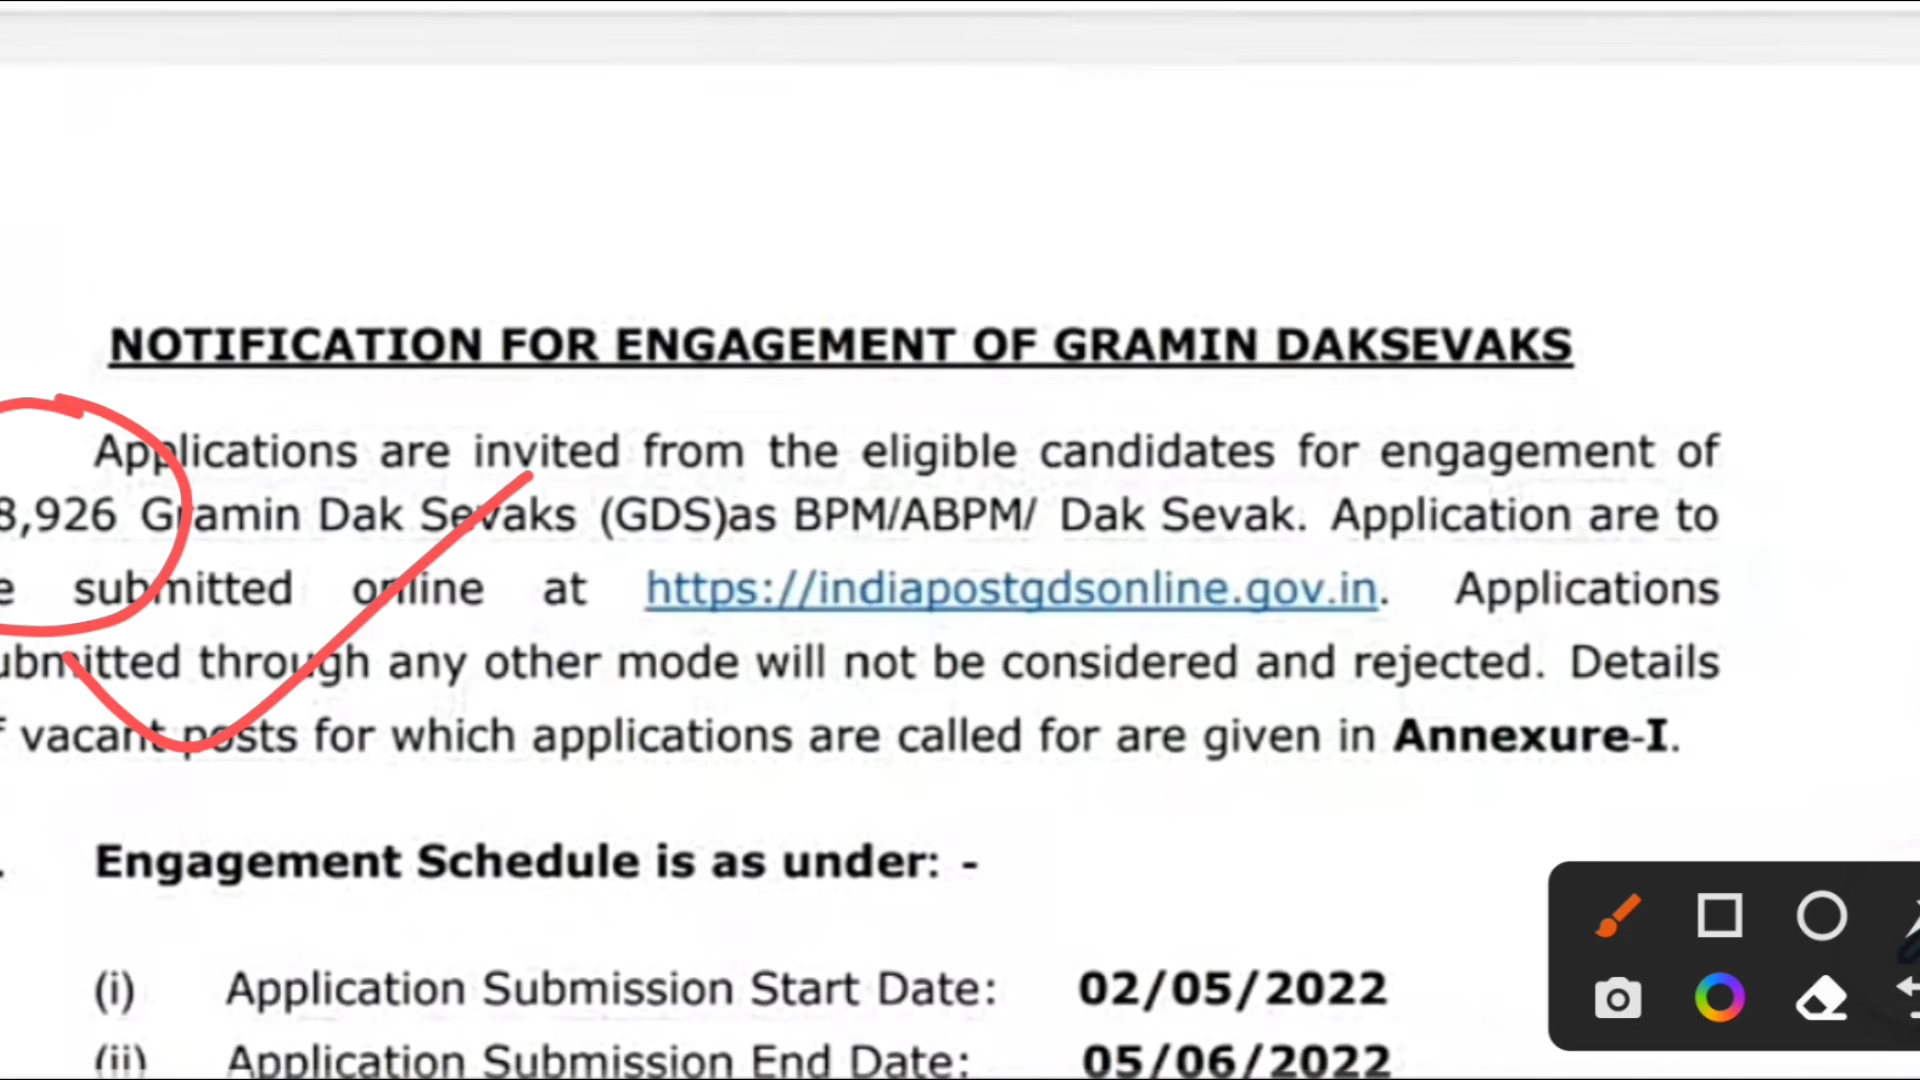 NOTIFICATION FOR ENGAGEMENT OF GRAMIN DAKSEVAKS
Applications are invited from the eligible candidates for engagement of
8,926 Gramin Dak Sevaks (GDS)as BPM/ABPM/ Dak Sevak. Application are to
e submitted online at https://indiapostgdsonline.gov.in. Applications
ubmitted through any other mode will not be considered and rejected. Details
f vacant posts for which applications are called for are given in Annexure-I.
. Engagement Schedule is as under: -
(i) Application Submission Start Date: 02/05/2022
(ii) Application Submission End Date: 05/06/2022